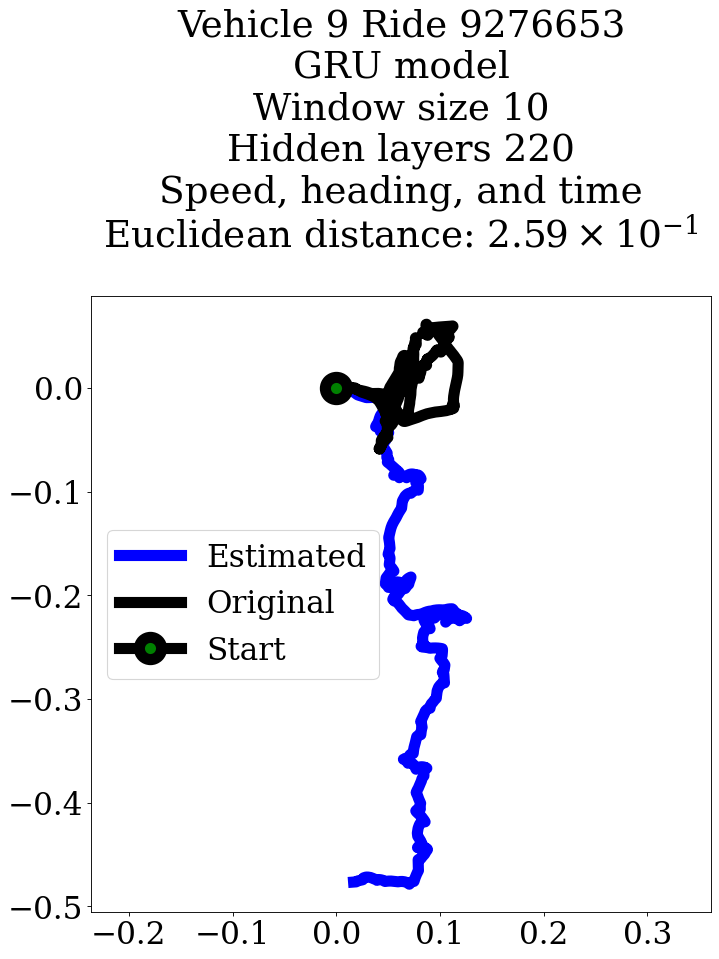 Vehicle 9 Ride 9276653
GRU model
Window size 10
Hidden layers 220
Speed, heading, and time
Euclidean distance: $2.59 \times 10^{-1}$
0.0
−0.1
−0.2
−0.3
−0.4
−0.5
Estimated
Original
Start
−0.2 −0.1 0.0 0.1 0.2 0.3